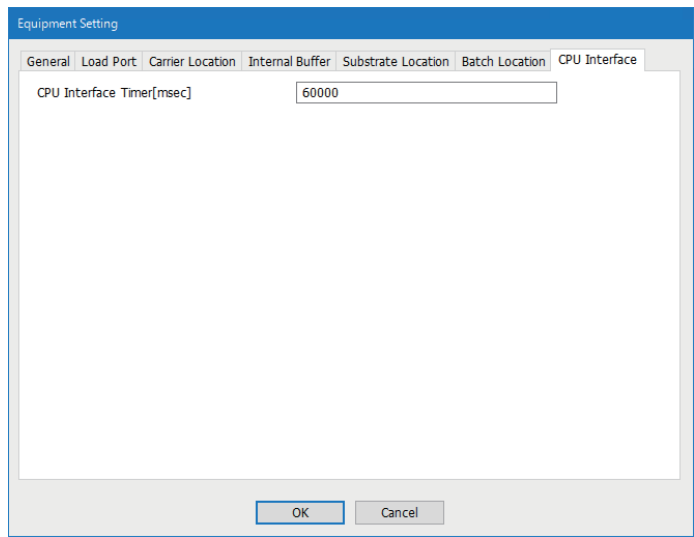 Equipment Setting
General Load Port Carrier Location Internal Buffer Substrate Location Batch Location CPU Interface
CPU Interface Timer[msec] 60000
OK Cancel